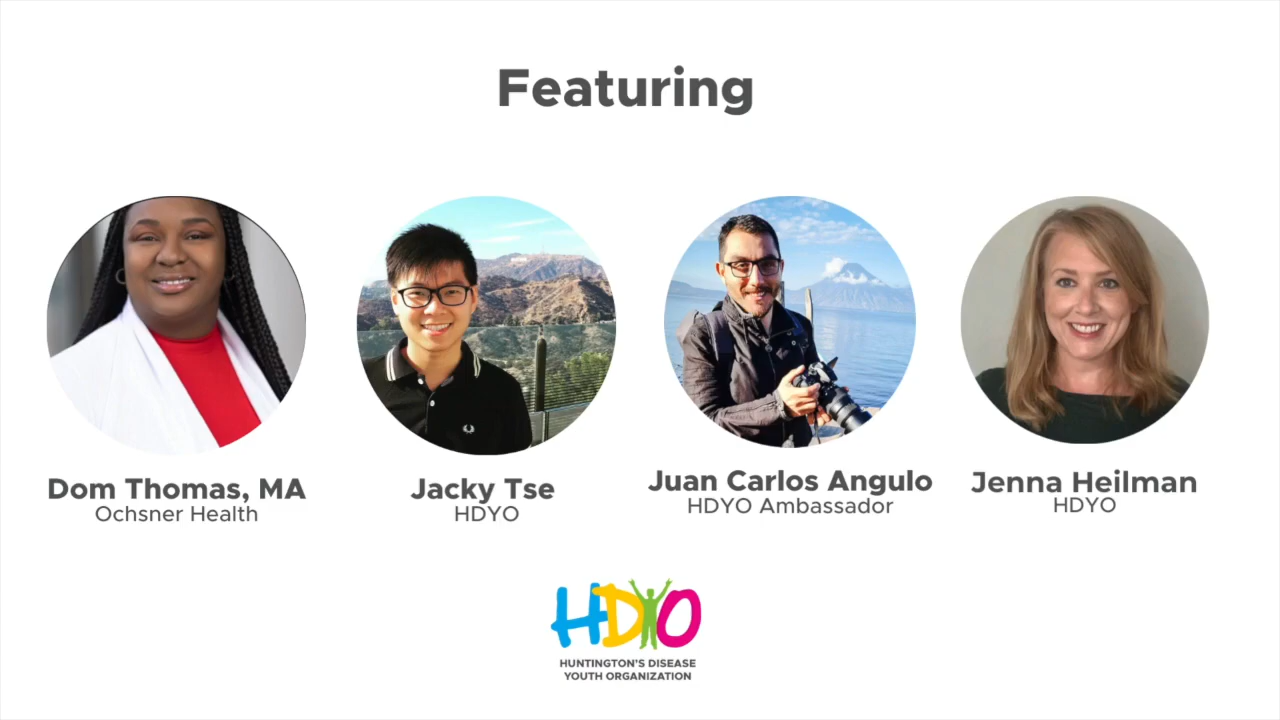 Featuring
Dom Thomas, MA
Ochsner Health
Jacky Tse
HDYO
Juan Carlos Angulo
HDYO Ambassador
Jenna Heilman
HDYO
HDYO
HUNTINGTON'S DISEASE
YOUTH ORGANIZATION